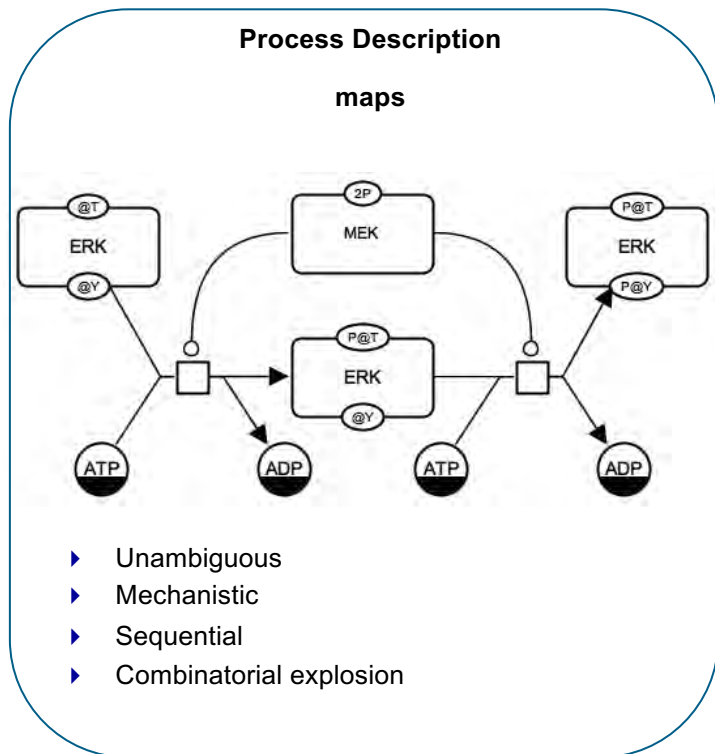 Process Description
maps
@T
ERK
@Y
2P
MEK
P@T
ERK
P@Y
P@T
ERK
@Y
ATP
ADP
ATP
ADP
Unambiguous
Mechanistic
Sequential
Combinatorial explosion